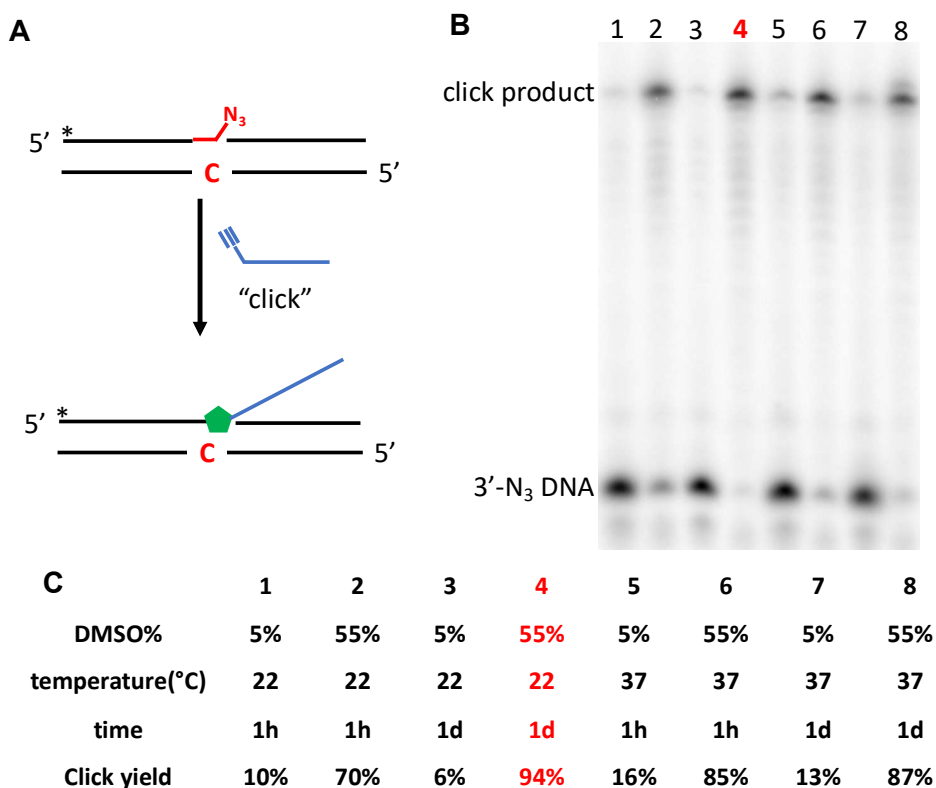 A
5’ * N3
C 5’
“click”
5’ *
C 5’
B
1 2 3 4 5 6 7 8
click product
3’-N3 DNA
C 1 2 3 4 5 6 7 8
DMSO% 5% 55% 5% 55% 5% 55% 5% 55%
temperature(°C) 22 22 22 22 37 37 37 37
time 1h 1h 1d 1d 1h 1h 1d 1d
Click yield 10% 70% 6% 94% 16% 85% 13% 87%